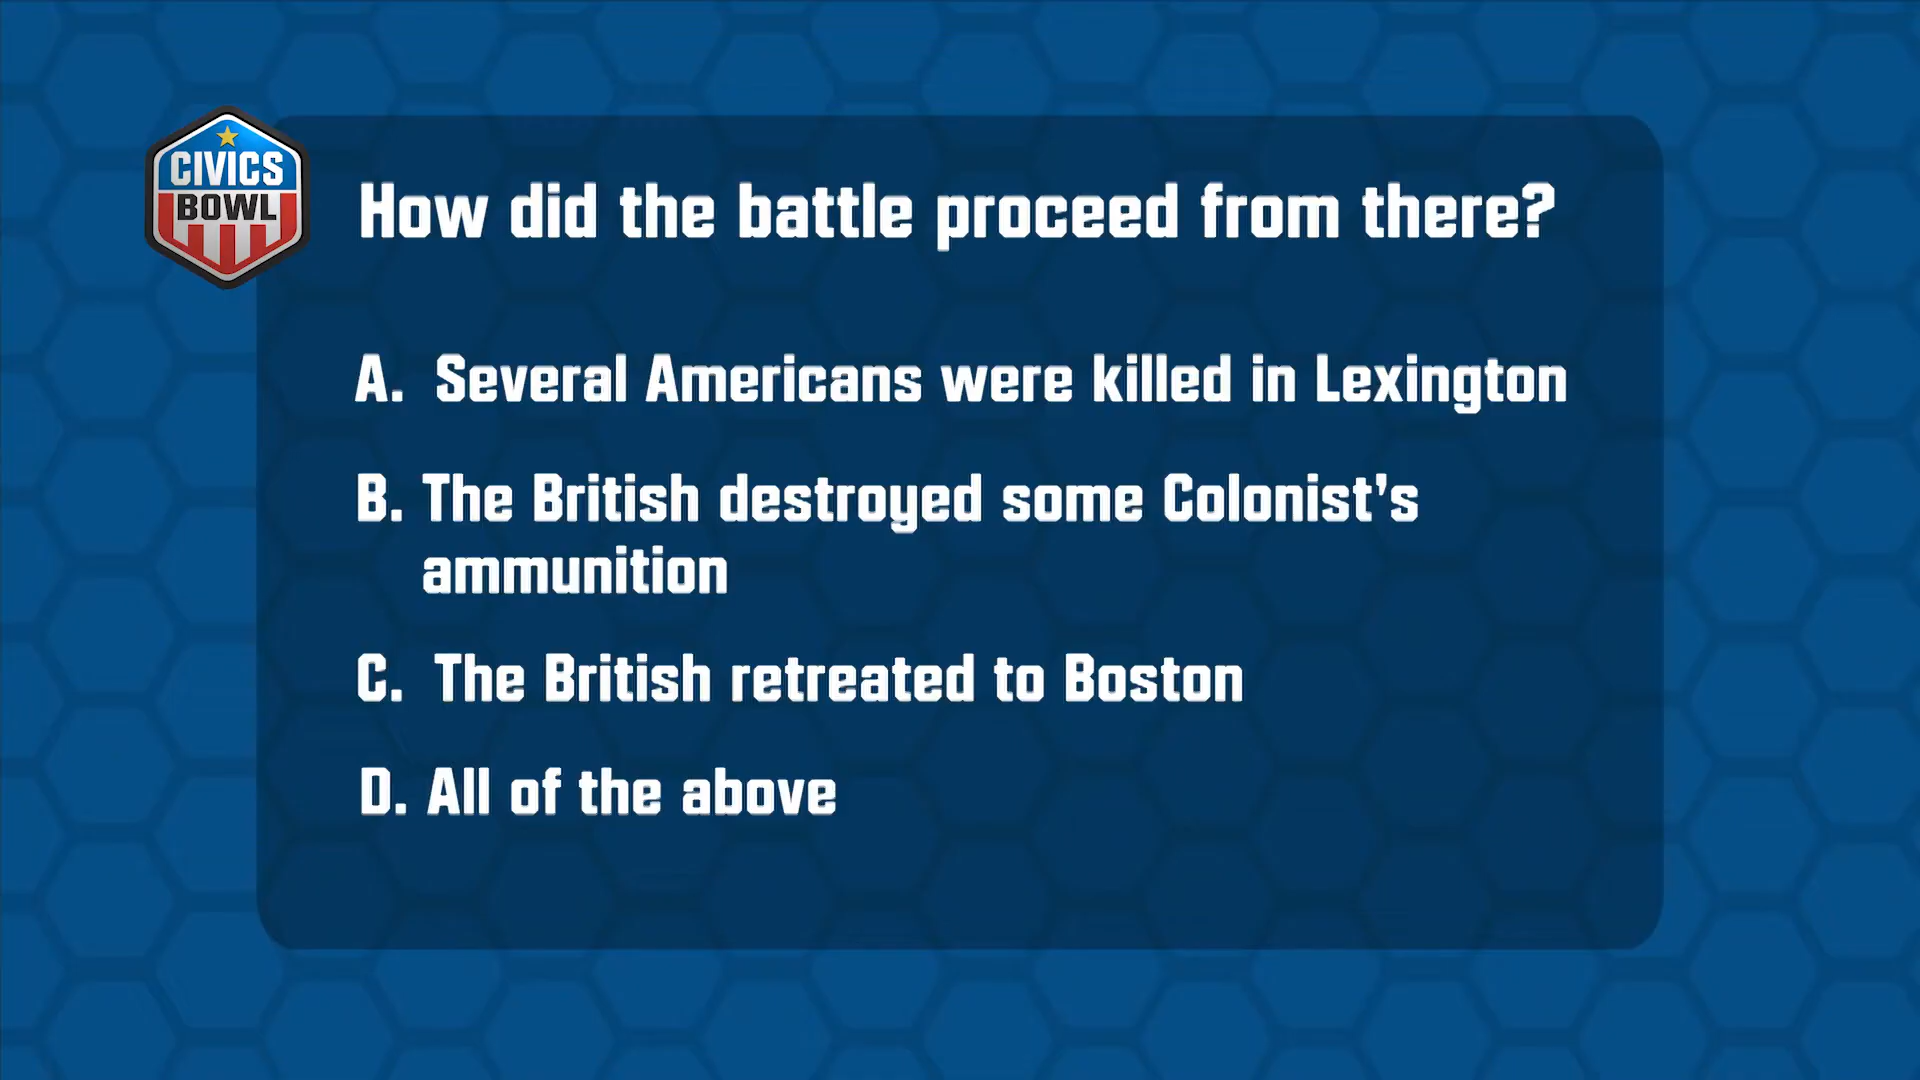 CIVICS
BOWL
How did the battle proceed from there?
A. Several Americans were killed in Lexington
B. The British destroyed some Colonist's
ammunition
C. The British retreated to Boston
D. All of the above